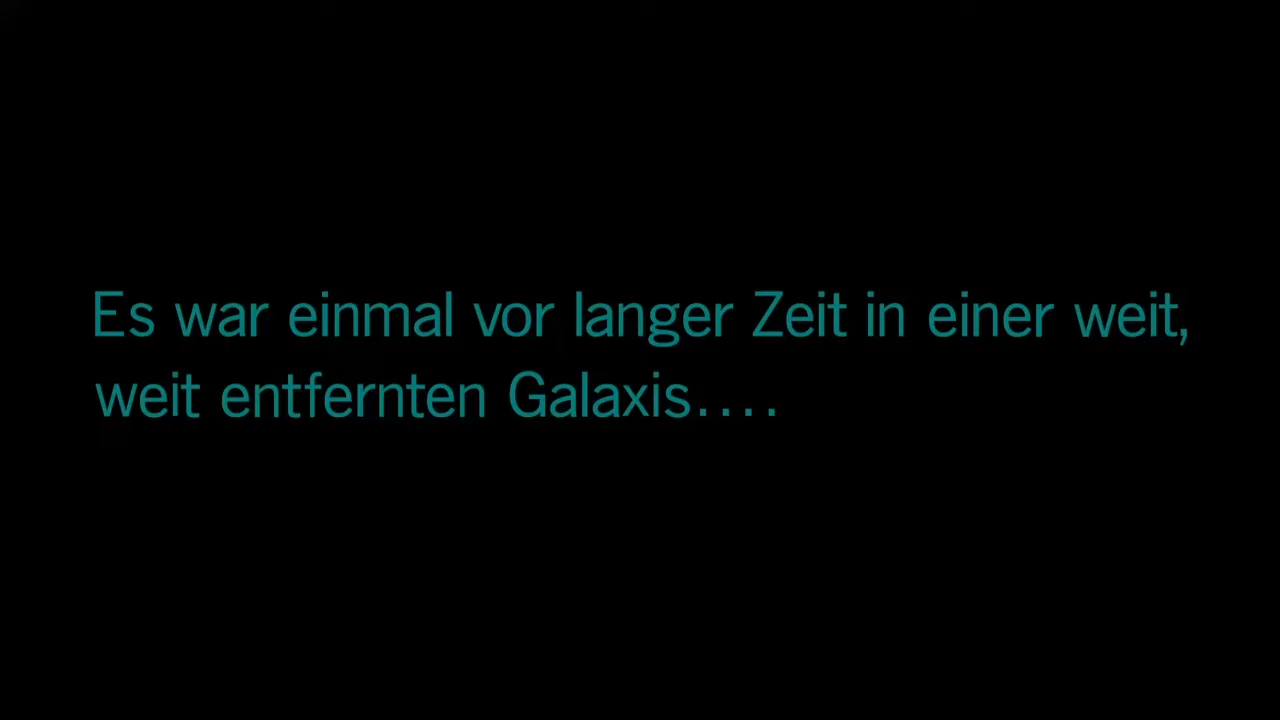 Es war einmal vor langer Zeit in einer weit,
weit entfernten Galaxis....